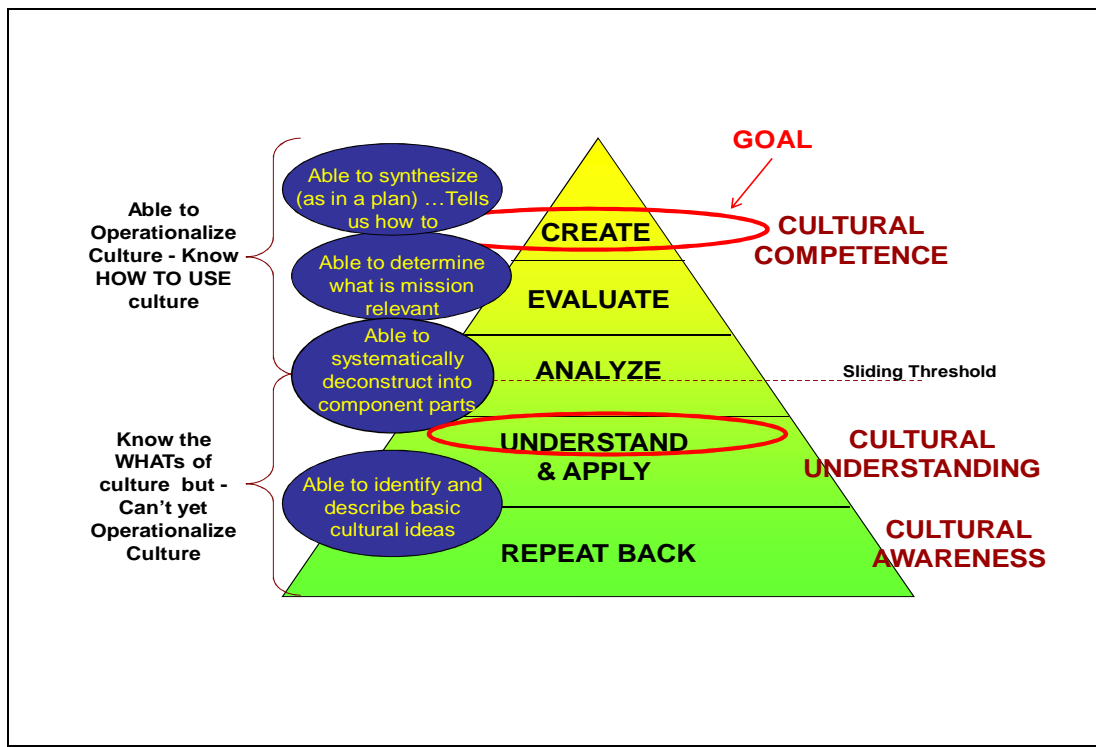 GOAL
Able to synthesize
(as in a plan) …Tells
us how to
Able to
Operationalize
Culture - Know
HOW TO USE
culture
CREATE
CULTURAL
COMPETENCE
Able to determine
what is mission
relevant
EVALUATE
Able to
systematically
deconstruct into
component parts
ANALYZE
Sliding Threshold
Know the
WHATs of
culture but -
Can't yet
Operationalize
Culture
UNDERSTAND
& APPLY
CULTURAL
UNDERSTANDING
Able to identify and
describe basic
cultural ideas
REPEAT BACK
CULTURAL
AWARENESS